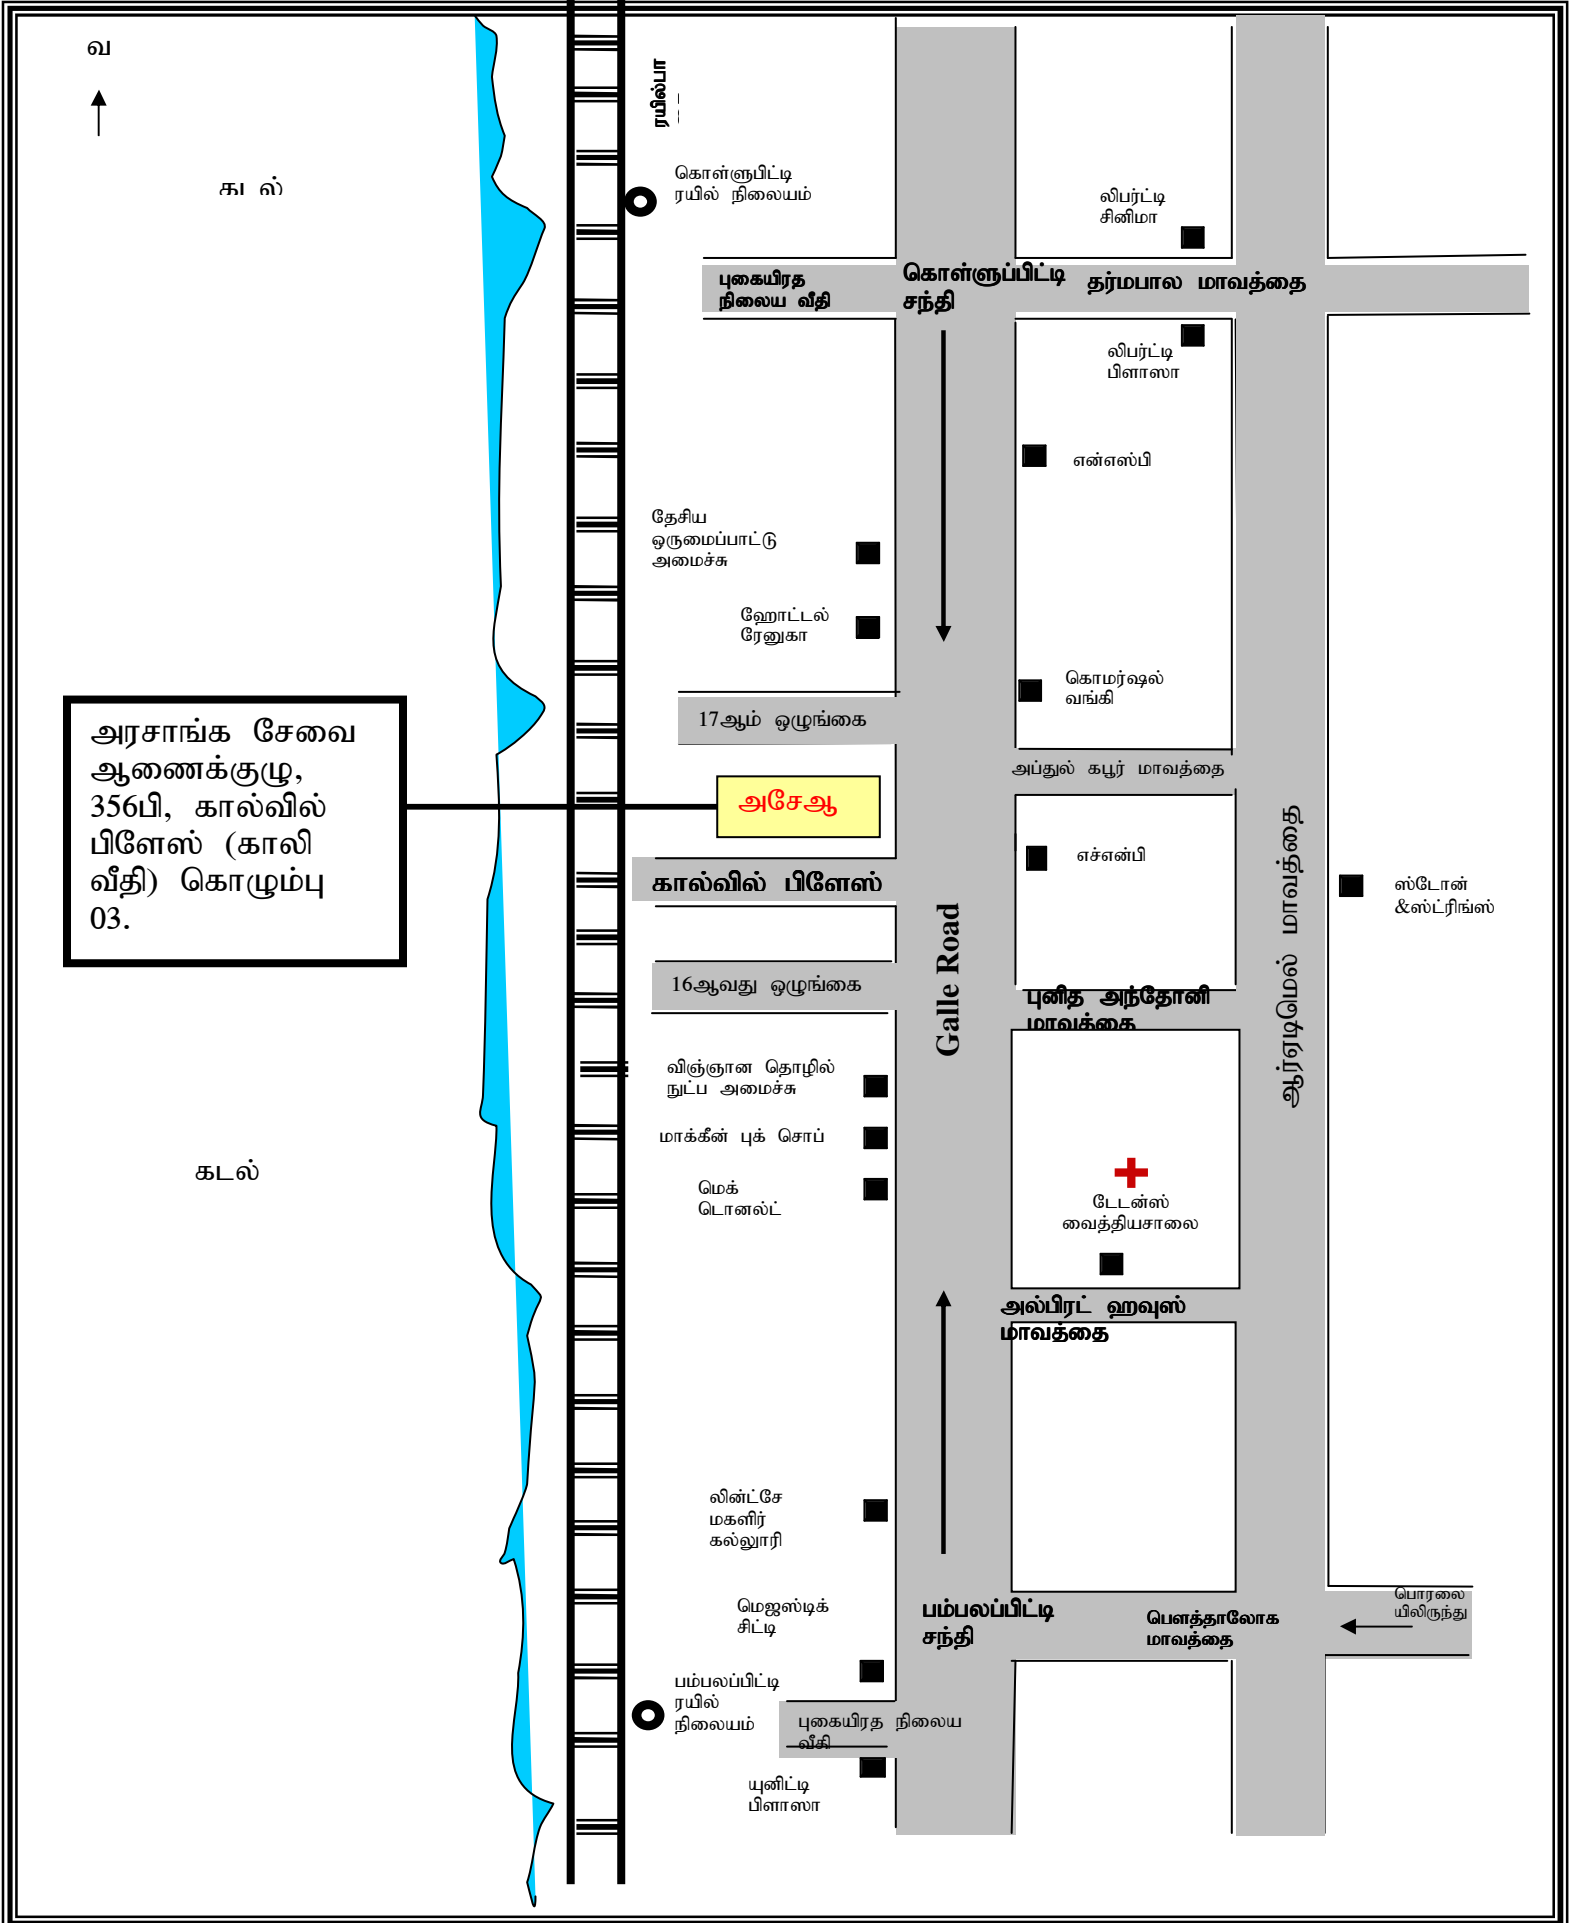 வ
ரயில்பா
கடல்
கொள்ளுபிட்டி
ரயில் நிலையம்
லிபர்ட்டி
சினிமா
புகையிரத
நிலைய வீதி
கொள்ளுப்பிட்டி
சந்தி
தர்மபால மாவத்தை
லிபர்ட்டி
பிளாஸா
என்எஸ்பி
தேசிய
ஒருமைப்பாட்டு
அமைச்சு
ஹோட்டல்
ரேனுகா
கொமர்ஷல்
வங்கி
17ஆம் ஒழுங்கை
அப்துல் கபூர் மாவத்தை
அரசாங்க சேவை
ஆணைக்குழு,
356பி, கால்வில்
பிளேஸ் (காலி
வீதி) கொழும்பு
03.
அசேஆ
எச்என்பி
கால்வில் பிளேஸ்
Galle Road
ஆர்ஏடிமெல் மாவத்தை
ஸ்டோன்
&ஸ்ட்ரிங்ஸ்
16ஆவது ஒழுங்கை
புனித அந்தோனி
மாவத்தை
விஞ்ஞான தொழில்
நுட்ப அமைச்சு
மாக்கீன் புக் சொப்
மெக்
டொனல்ட்
கடல்
டேடன்ஸ்
வைத்தியசாலை
அல்பிரட் ஹவுஸ்
மாவத்தை
லின்ட்சே
மகளிர்
கல்லூரி
மெஜஸ்டிக்
சிட்டி
பம்பலப்பிட்டி
சந்தி
பௌத்தாலோக
மாவத்தை
பொரலை
யிலிருந்து
பம்பலப்பிட்டி
ரயில்
நிலையம்
புகையிரத நிலைய
வீதி
யுனிட்டி
பிளாஸா